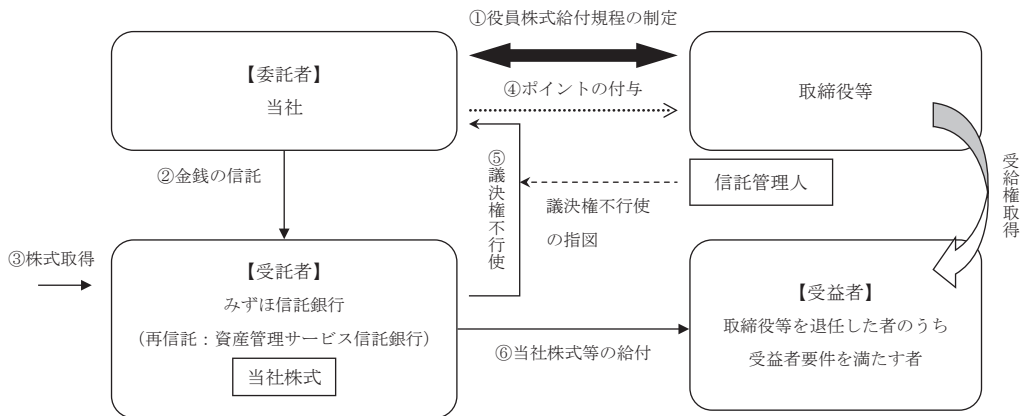 ①役員株式給付規程の制定
【委託者】
当社
④ポイントの付与
取締役等
②金銭の信託
⑤議決権不行使
議決権不行使
の指図
信託管理人
受給権取得
③株式取得
【受託者】
みずほ信託銀行
(再信託：資産管理サービス信託銀行)
当社株式
⑥当社株式等の給付
【受益者】
取締役等を退任した者のうち
受益者要件を満たす者